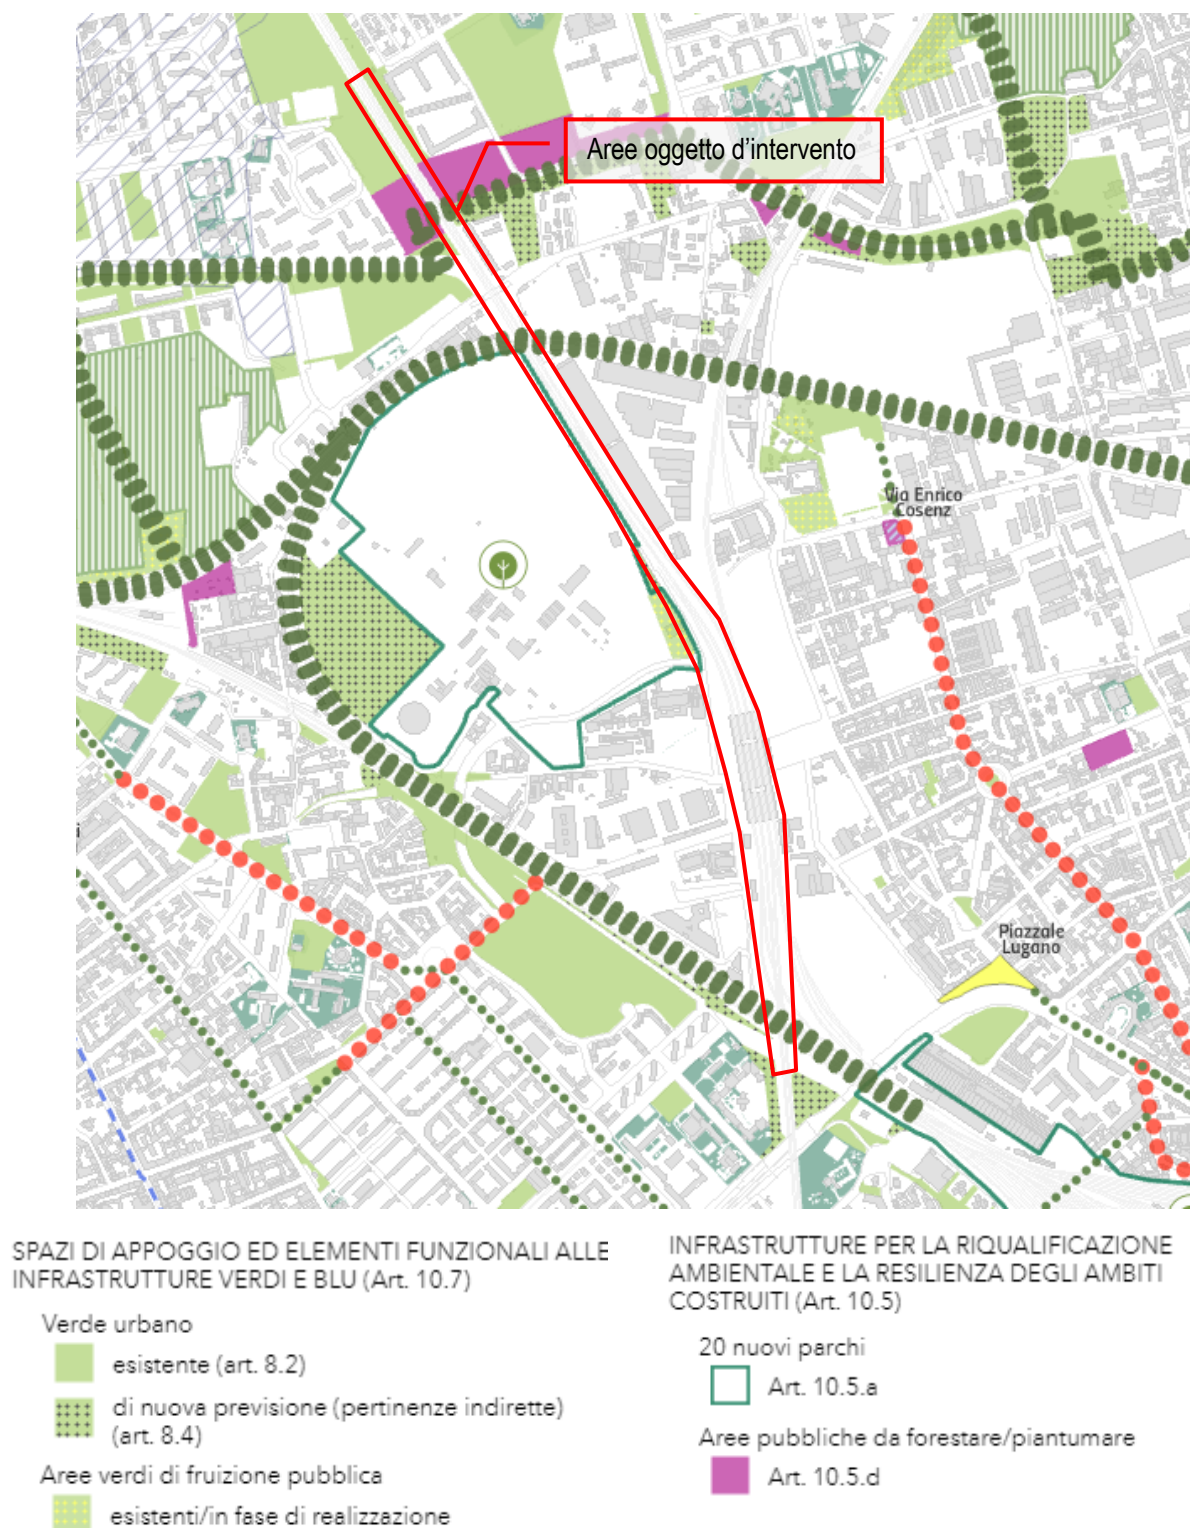 Aree oggetto d'intervento
Via Enrico
Cosenz
Piazzale
Lugano
i
SPAZI DI APPOGGIO ED ELEMENTI FUNZIONALI ALLE
INFRASTRUTTURE VERDI E BLU (Art. 10.7)
Verde urbano
esistente (art. 8.2)
di nuova previsione (pertinenze indirette)
(art. 8.4)
Aree verdi di fruizione pubblica
esistenti/in fase di realizzazione
INFRASTRUTTURE PER LA RIQUALIFICAZIONE
AMBIENTALE E LA RESILIENZA DEGLI AMBITI
COSTRUITI (Art. 10.5)
20 nuovi parchi
Art. 10.5.a
Aree pubbliche da forestare/piantumare
Art. 10.5.d